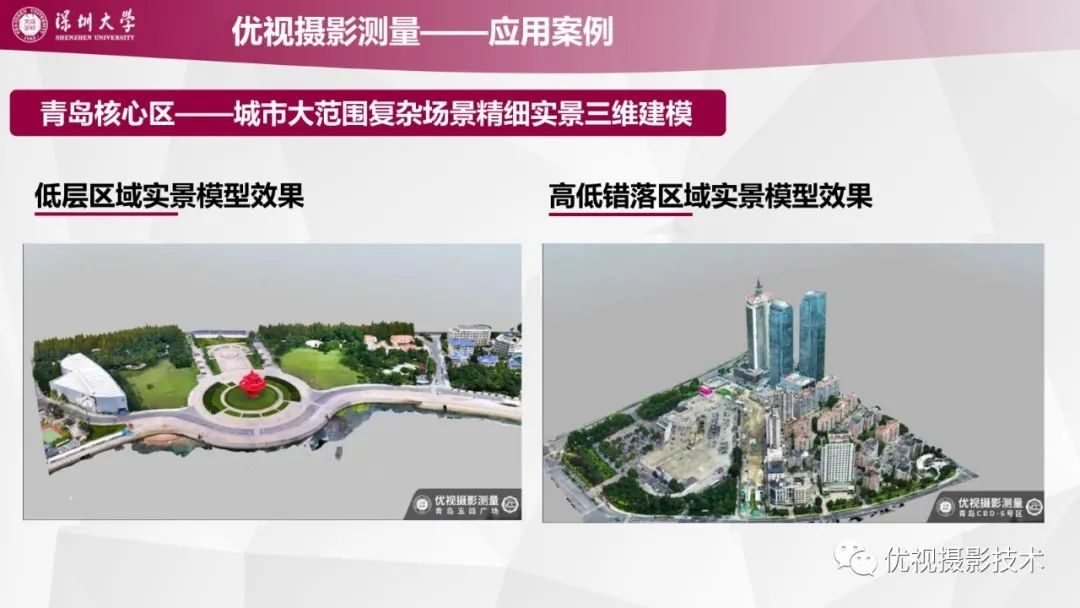 深圳大学
SHENZHEN UNIVERSITY
优视摄影测量——应用案例
青岛核心区——城市大范围复杂场景精细实景三维建模
低层区域实景模型效果
高低错落区域实景模型效果
优视摄影测量
青岛五四广场
优视摄影测量
青岛CBD-6号区
优视摄影技术